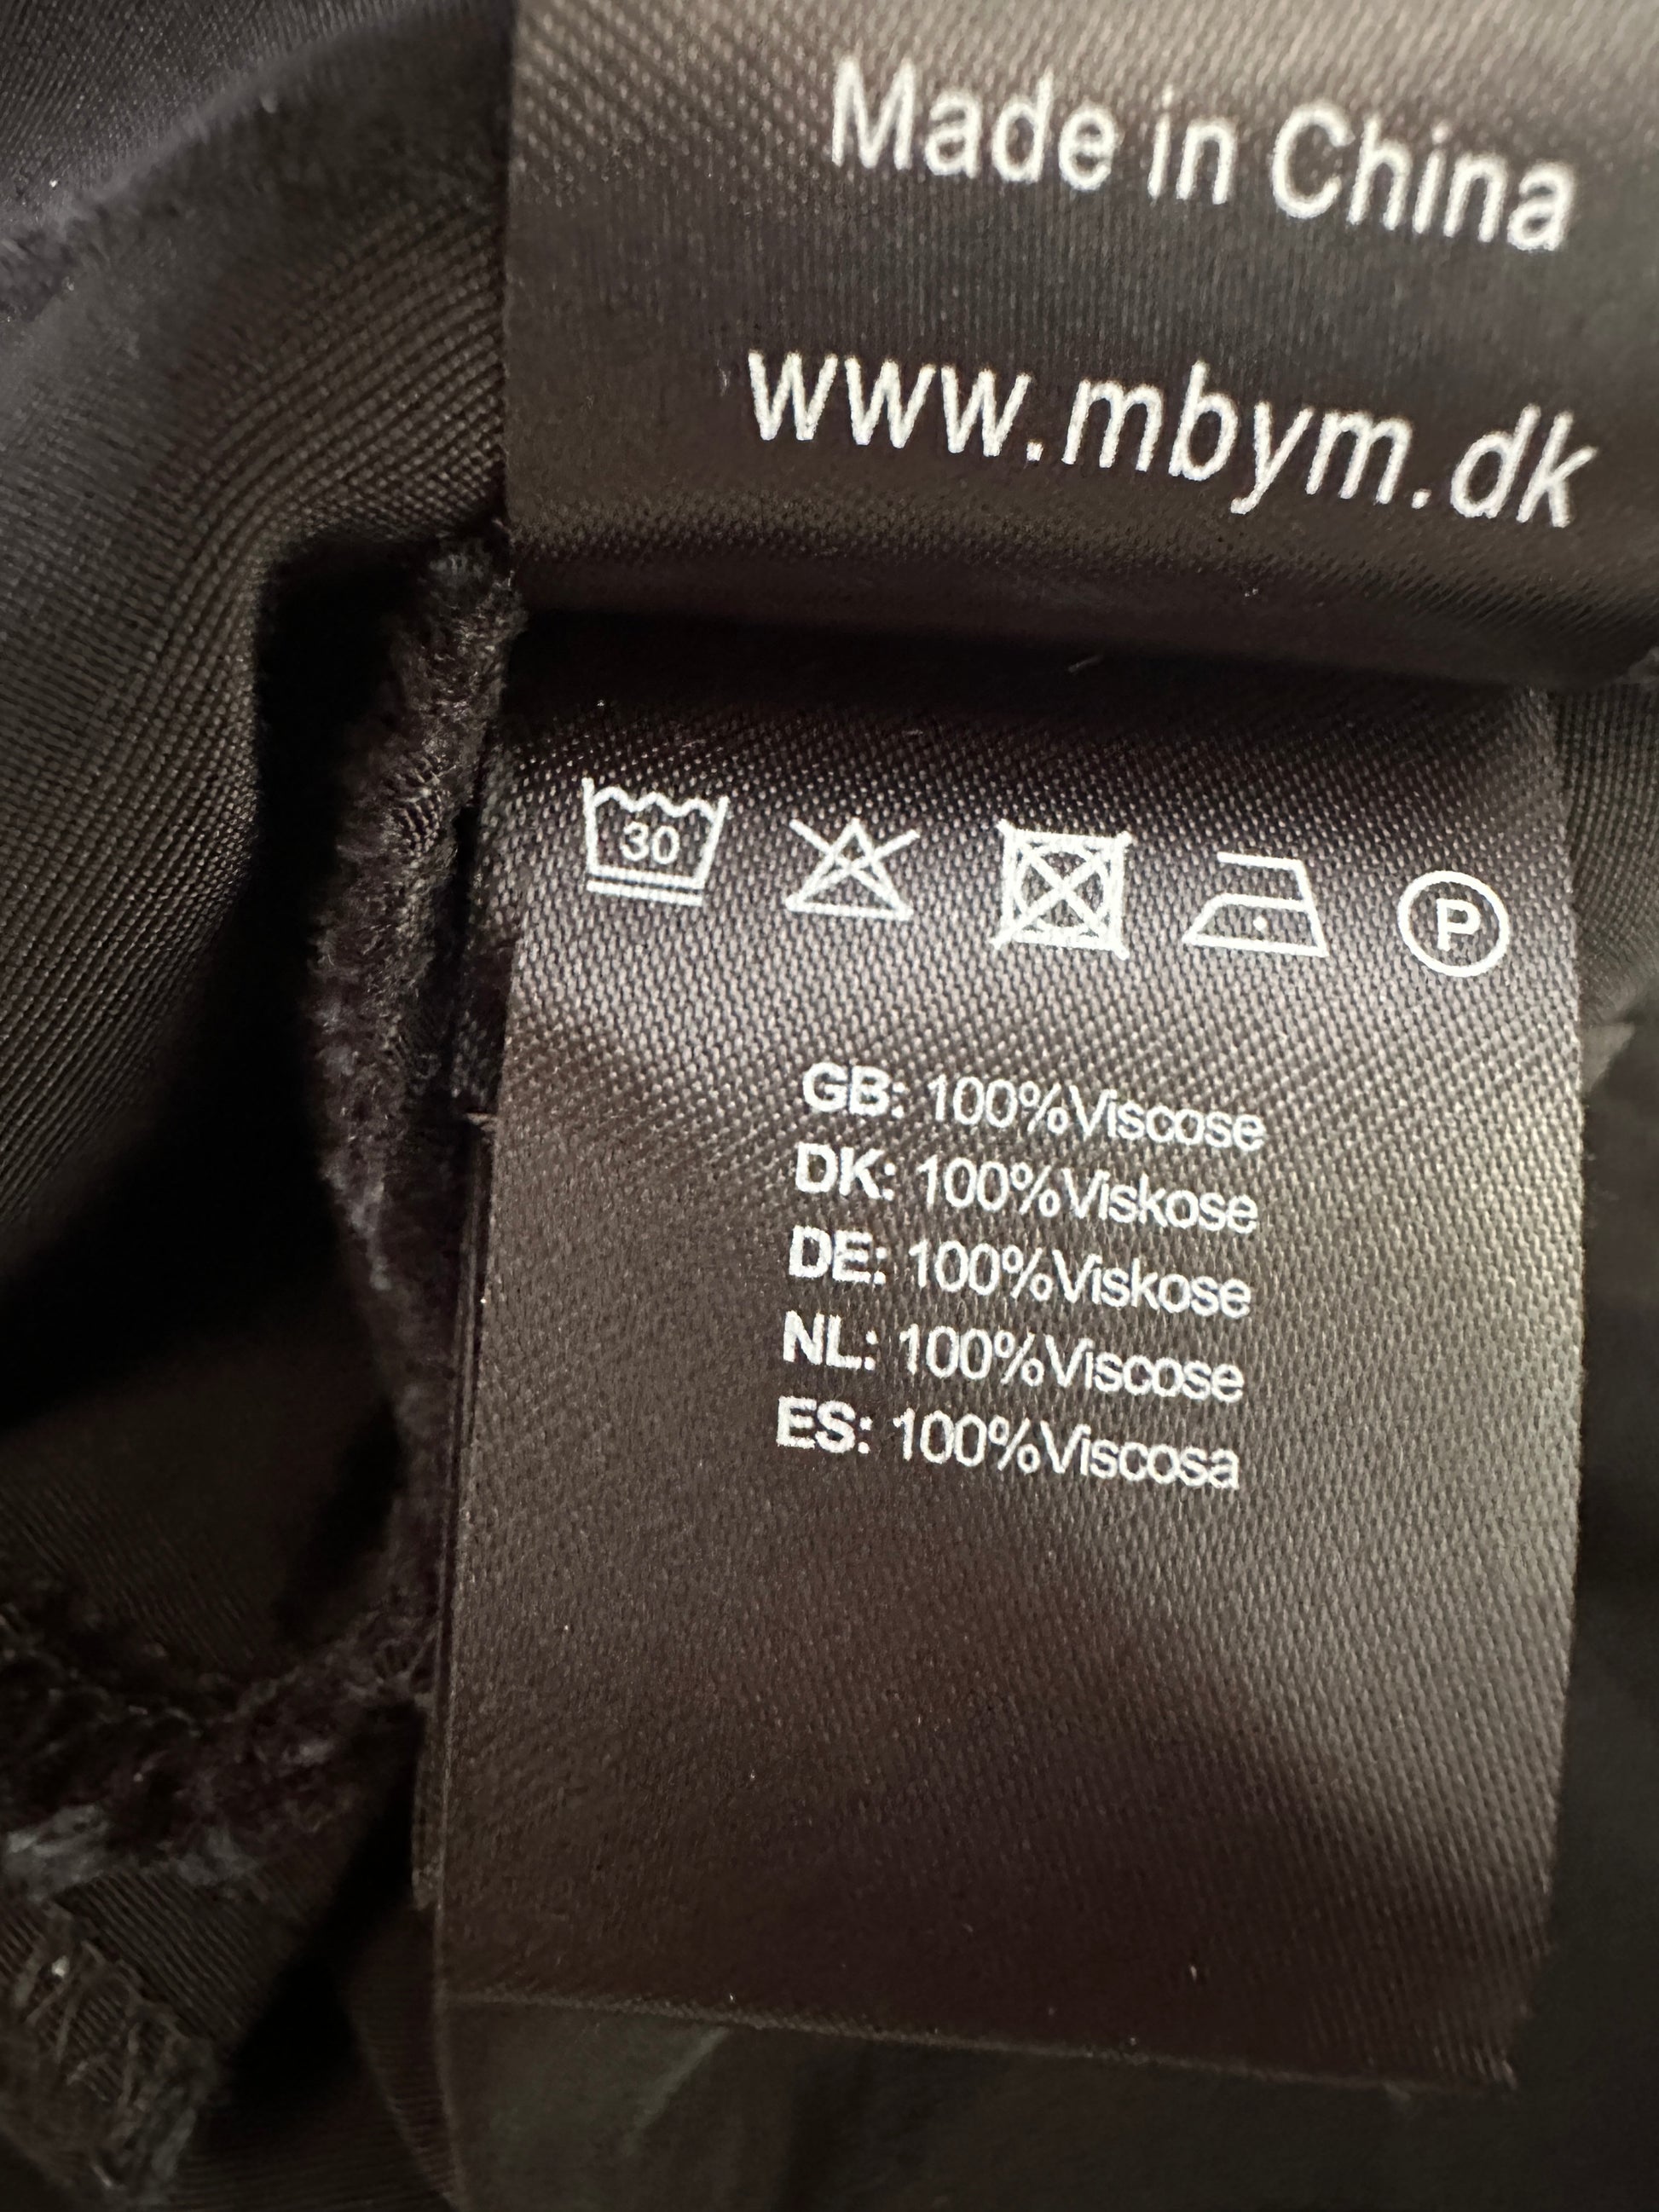 Made in China
www.mbym.dk
30
P
GB: 100%Viscose
DK: 100%Viskose
DE: 100%Viskose
NL: 100%Viscose
ES: 100%Viscosa